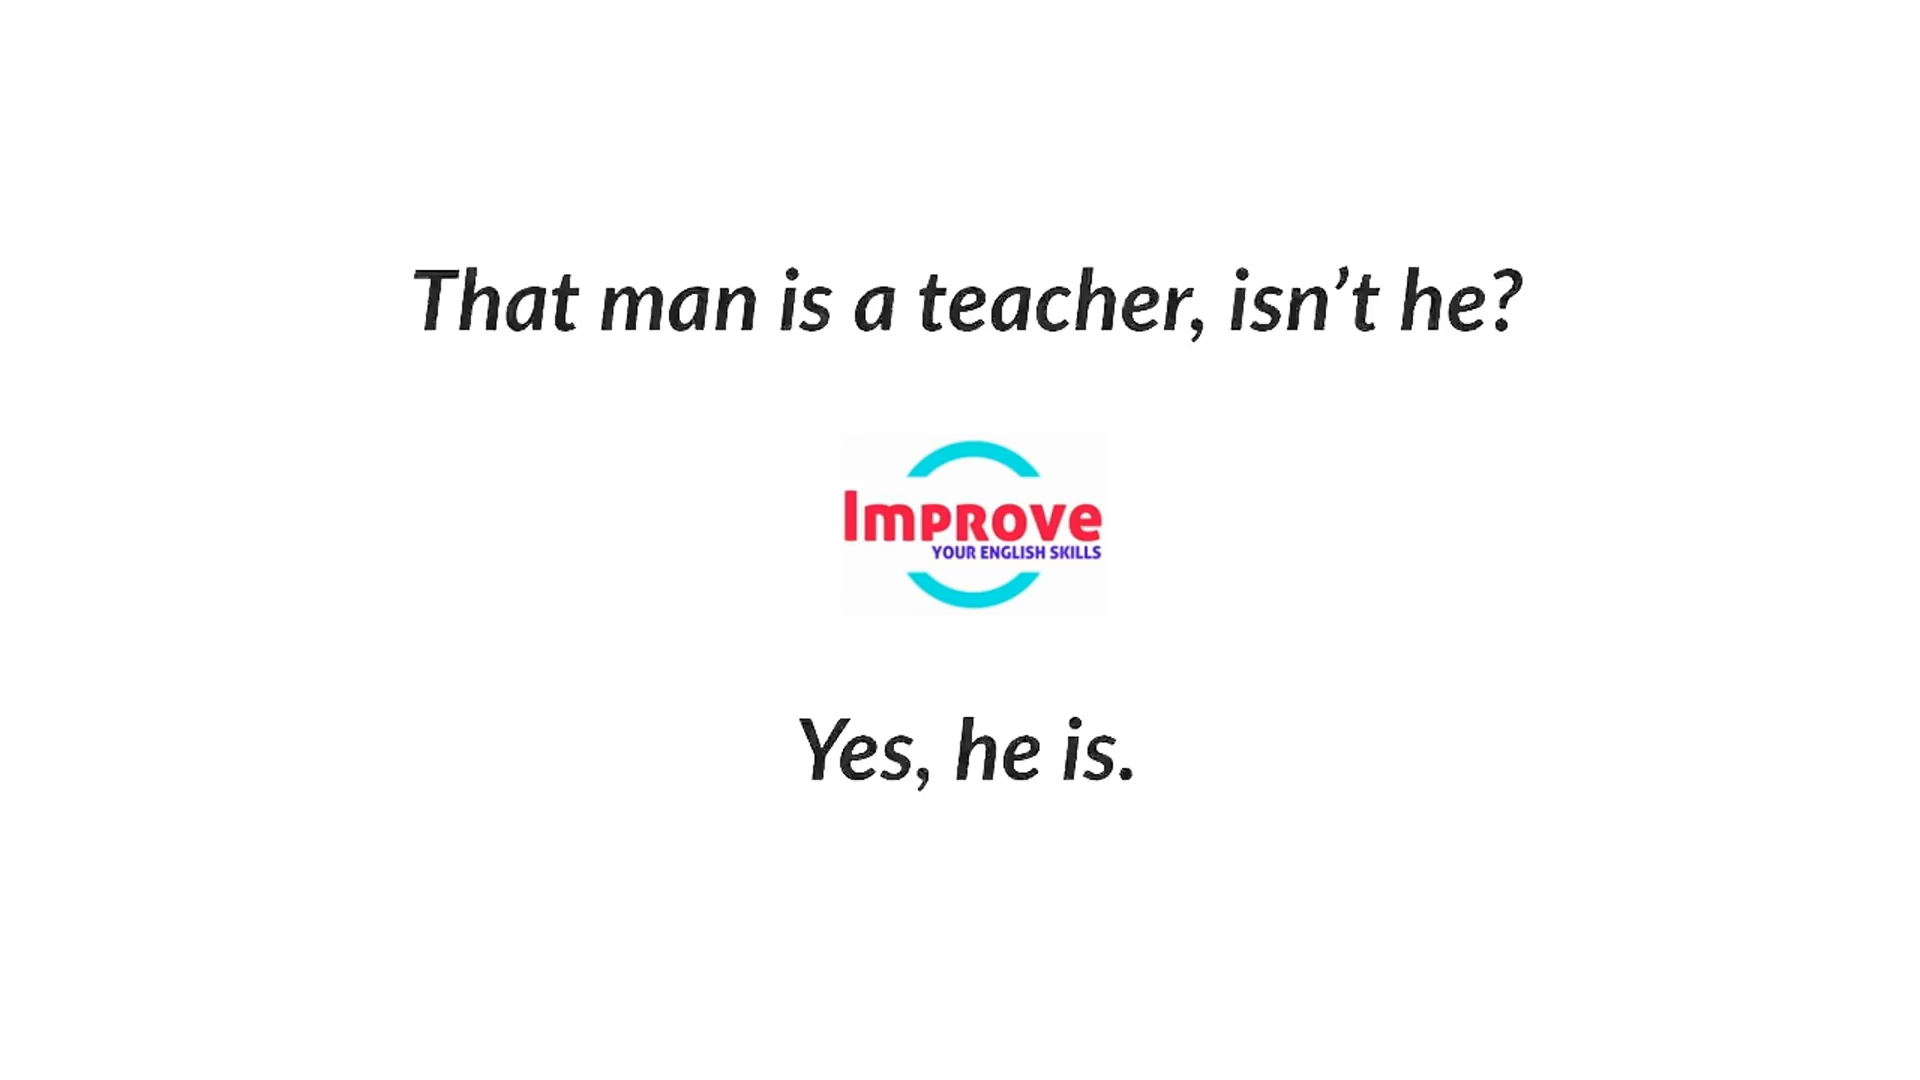 That man is a teacher, isn’t he?
Improve
YOUR ENGLISH SKILLS
Yes, he is.